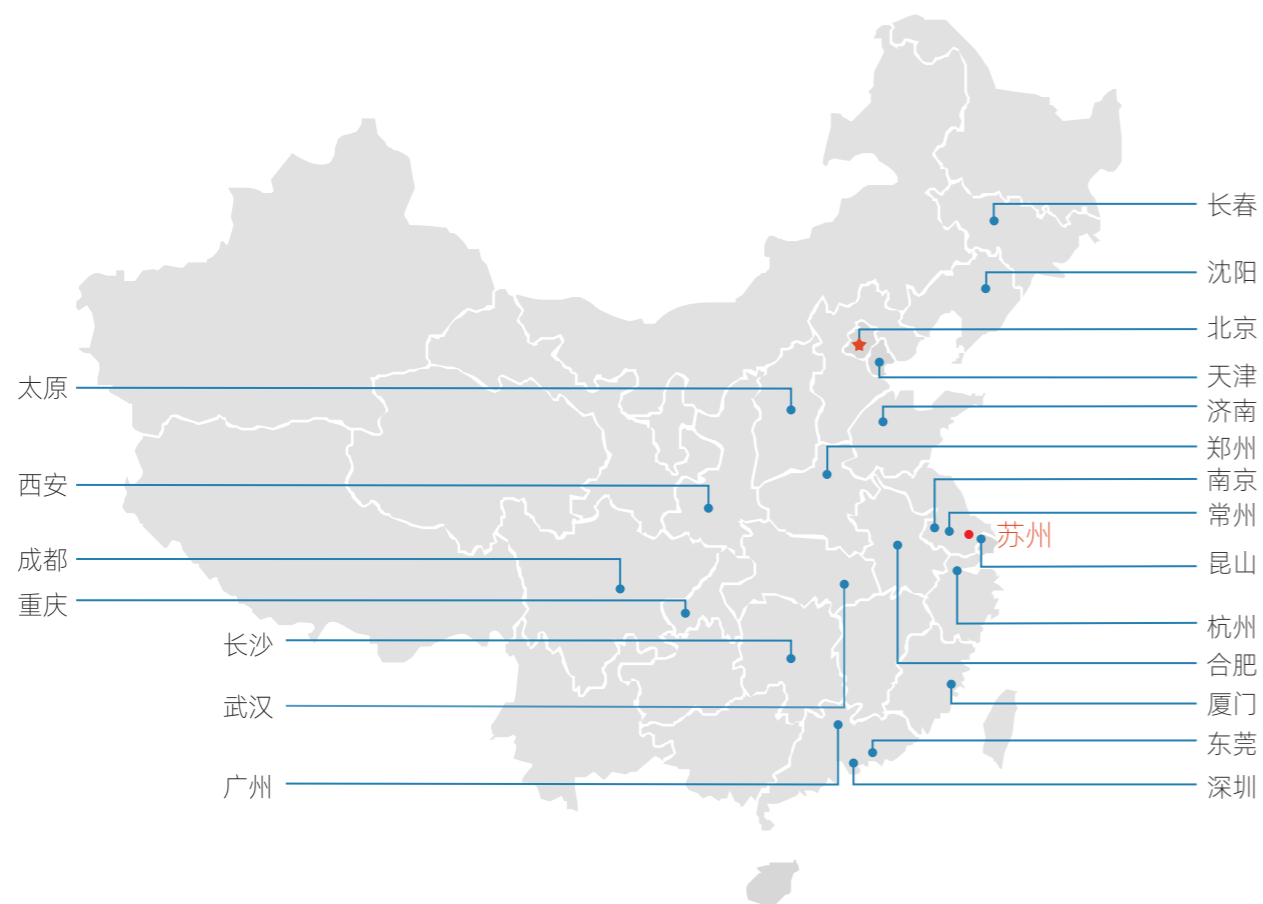 长春
沈阳
北京
天津
太原
济南
郑州
南京
西安
常州
苏州
成都
昆山
重庆
杭州
长沙
合肥
武汉
厦门
东莞
广州
深圳